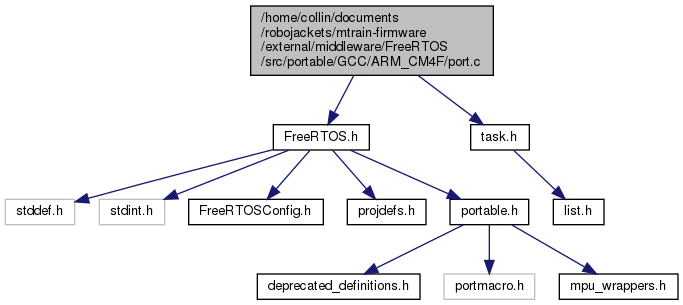 /home/collin/documents
/robojackets/mtrain-firmware
/external/middleware/FreeRTOS
/src/portable/GCC/ARM_CM4F/port.c
FreeRTOS.h
task.h
stddef.h
stdint.h
FreeRTOSConfig.h
projdefs.h
portable.h
list.h
deprecated_definitions.h
portmacro.h
mpu_wrappers.h